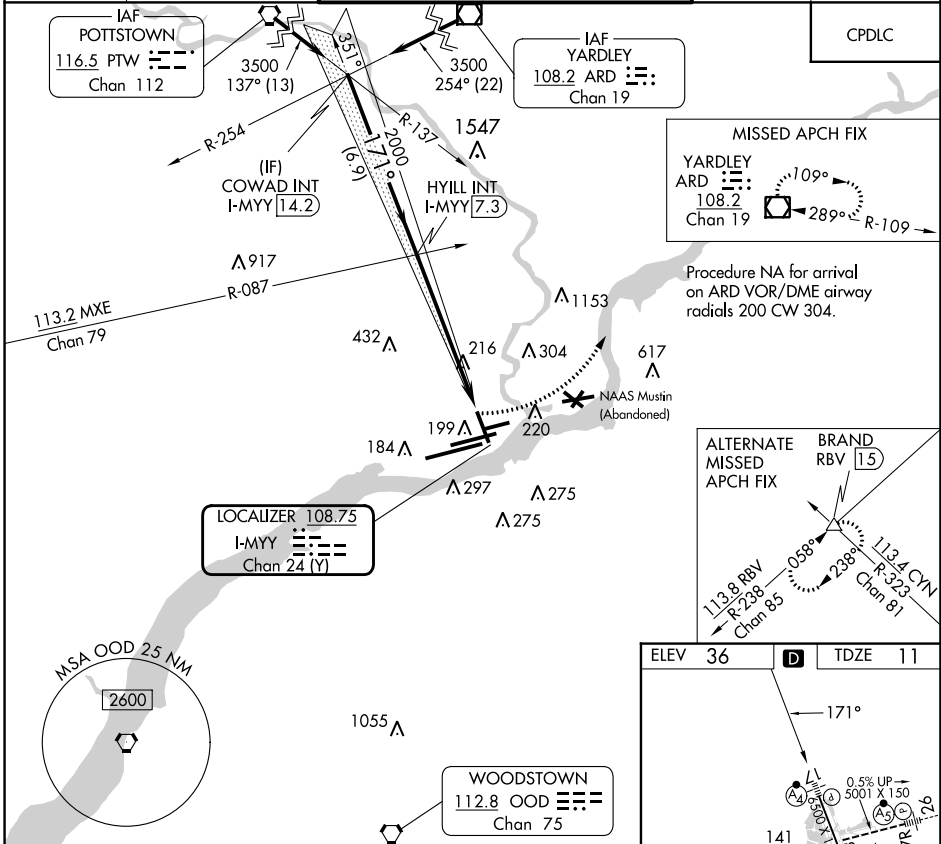 IAF
POTTSTOWN
116.5 PTW
Chan 112
3500
137° (13)
351°
3500
254° (22)
IAF
YARDLEY
108.2 ARD
Chan 19
CPDLC
R-254
R-137
1547
2000
171°
(6.9)
(IF)
COWAD INT
I-MYY 14.2
HYILL INT
I-MYY 7.3
MISSED APCH FIX
YARDLEY
ARD
108.2
Chan 19
109°
289°
R-109
917
R-087
113.2 MXE
Chan 79
Procedure NA for arrival
on ARD VOR/DME airway
radials 200 CW 304.
1153
432
216
304
617
NAAS Mustin
(Abandoned)
199
220
184
297
275
275
LOCALIZER 108.75
I-MYY
Chan 24 (Y)
ALTERNATE
MISSED
APCH FIX
BRAND
RBV 15
058°
238°
113.8 RBV
R-238
Chan 85
113.4 CYN
R-323
Chan 81
MSA OOD 25 NM
2600
1055
WOODSTOWN
112.8 OOD
Chan 75
ELEV 36
D
TDZE 11
171°
17
0.5% UP
5001 X 150
A4
P
A5
P
6500 X 1
26
141